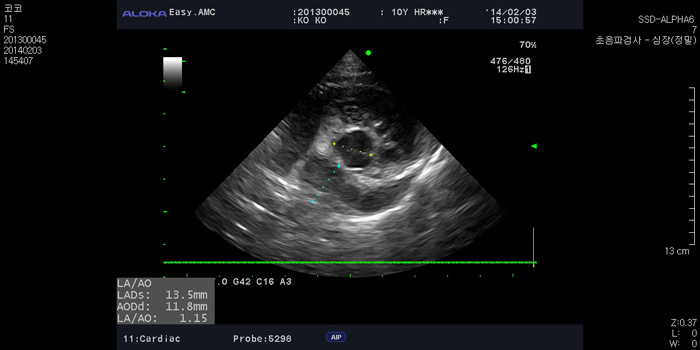 코코
11
FS
201300045
20140203
145407
ALOKA Easy.AMC :201300045 : 10Y HR*** '14/02/03
:KO KO :F 15:00:57
SSD-ALPHA6
7
초음파검사 - 심장(정밀)
70%
476/480
126Hz1
13 cm
.0 G42 C16 A3
LA/AO
LADs: 13.5mm
AODd: 11.8mm
LA/AO: 1.15
11:Cardiac Probe:5298 AIP
Z:0.37
L: 0
W: 0